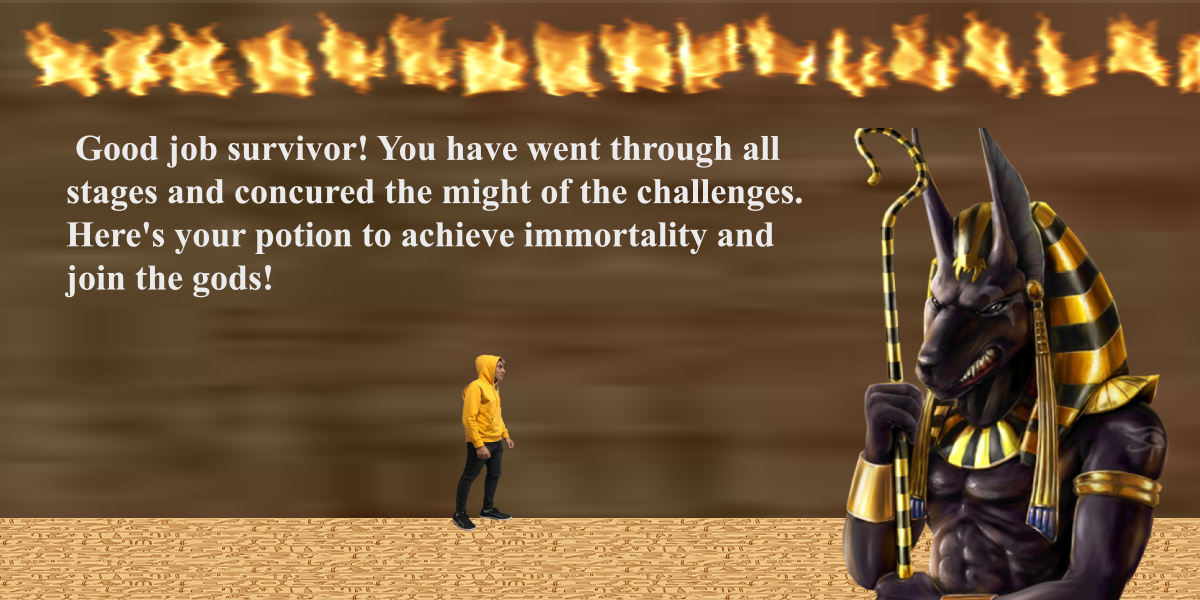 Good job survivor! You have went through all
stages and concured the might of the challenges.
Here's your potion to achieve immortality and
join the gods!